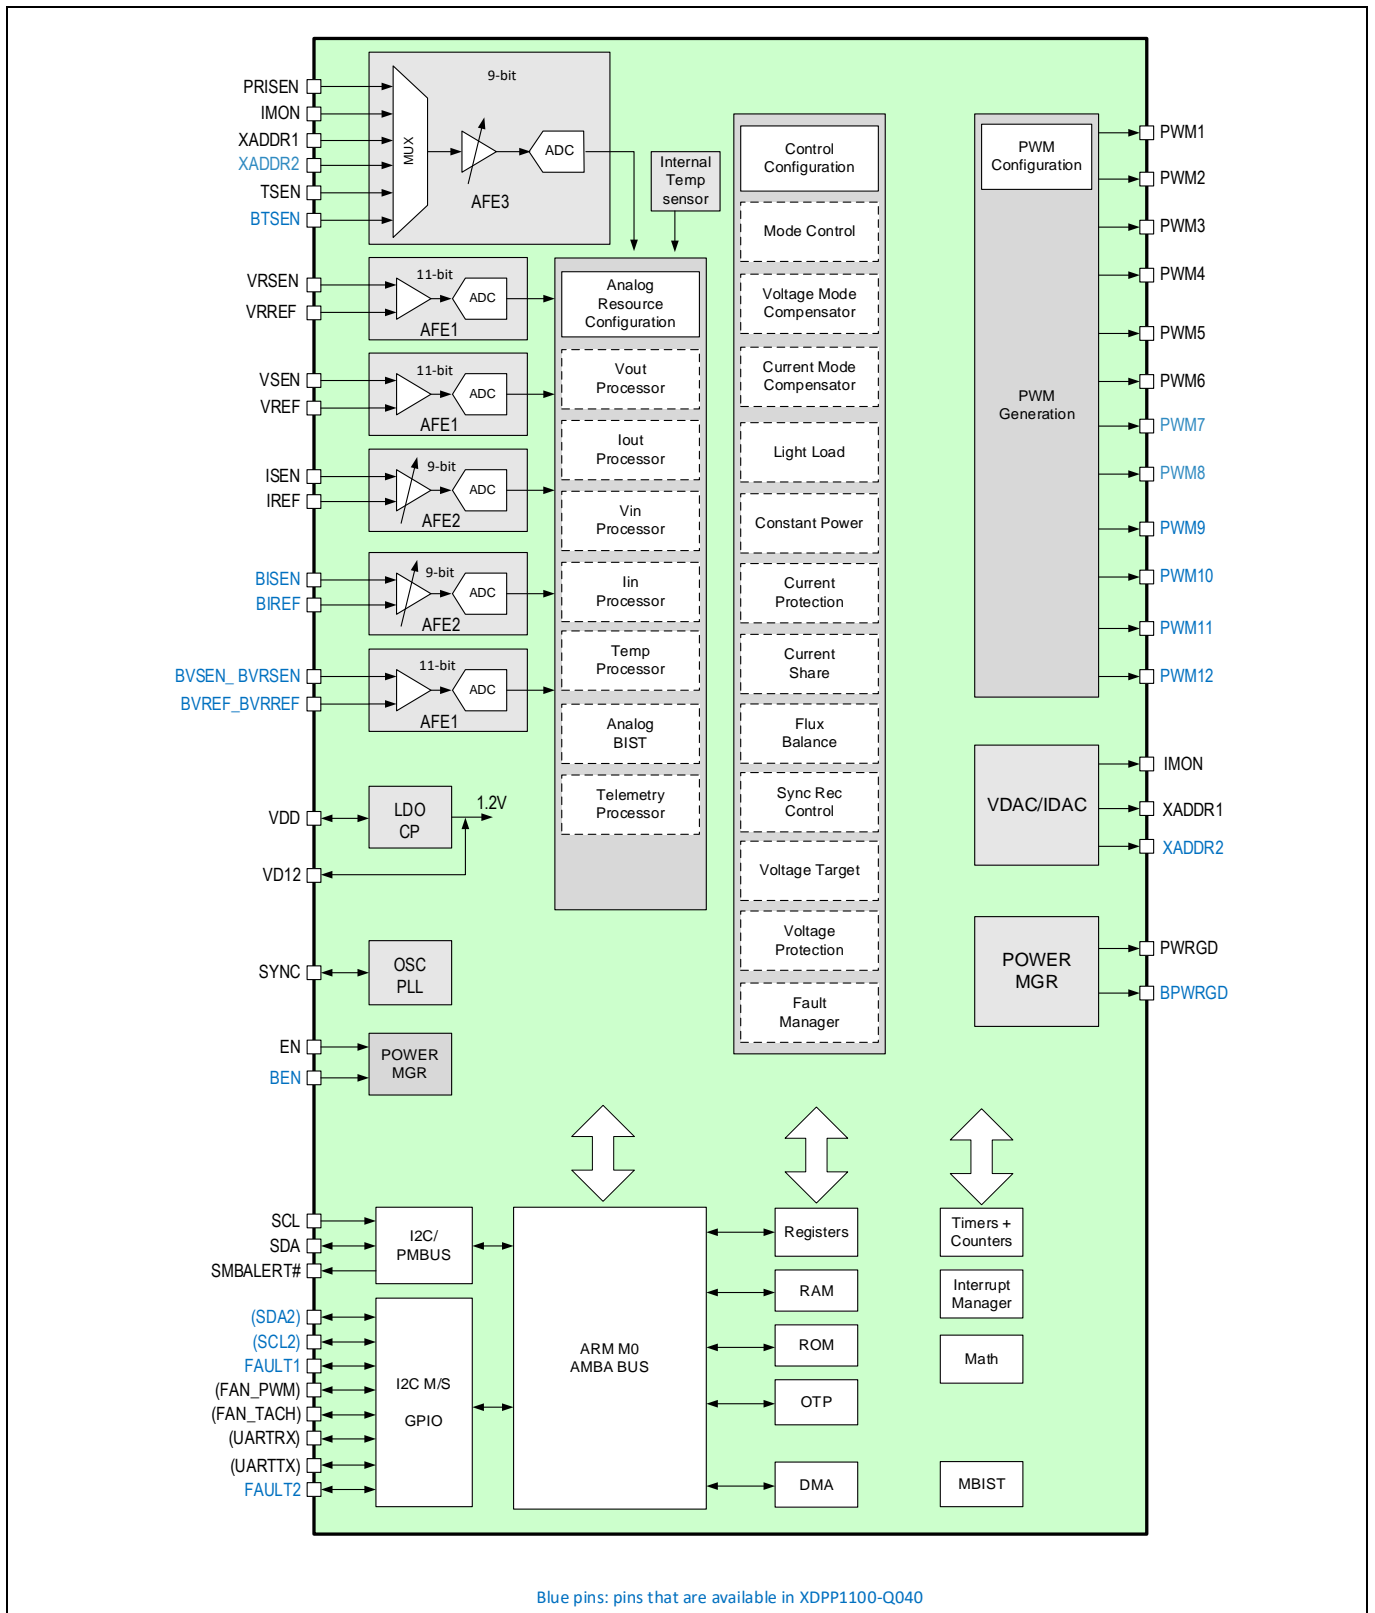 PRISEN
IMON
XADDR1
XADDR2
TSEN
BTSEN
MUX
9-bit
ADC
AFE3
Internal
Temp
sensor
VRSEN
VRREF
11-bit
ADC
AFE1
VSEN
VREF
11-bit
ADC
AFE1
ISEN
IREF
9-bit
ADC
AFE2
BISEN
BIREF
9-bit
ADC
AFE2
BVSEN_ BVRSEN
BVREF_BVRREF
11-bit
ADC
AFE1
Analog
Resource
Configuration
Vout
Processor
Iout
Processor
Vin
Processor
Iin
Processor
Temp
Processor
Analog
BIST
Telemetry
Processor
Control
Configuration
Mode Control
Voltage Mode
Compensator
Current Mode
Compensator
Light Load
Constant Power
Current
Protection
Current
Share
Flux
Balance
Sync Rec
Control
Voltage Target
Voltage
Protection
Fault
Manager
PWM
Configuration
PWM
Generation
PWM1
PWM2
PWM3
PWM4
PWM5
PWM6
PWM7
PWM8
PWM9
PWM10
PWM11
PWM12
VDAC/IDAC
IMON
XADDR1
XADDR2
POWER
MGR
PWRGD
BPWRGD
VDD
LDO
CP
1.2V
VD12
SYNC
OSC
PLL
EN
BEN
POWER
MGR
SCL
SDA
SMBALERT#
I2C/
PMBUS
(SDA2)
(SCL2)
FAULT1
(FAN_PWM)
(FAN_TACH)
(UARTRX)
(UARTTX)
FAULT2
I2C M/S
GPIO
ARM M0
AMBA BUS
Registers
RAM
ROM
OTP
DMA
Timers +
Counters
Interrupt
Manager
Math
MBIST
Blue pins: pins that are available in XDPP1100-Q040